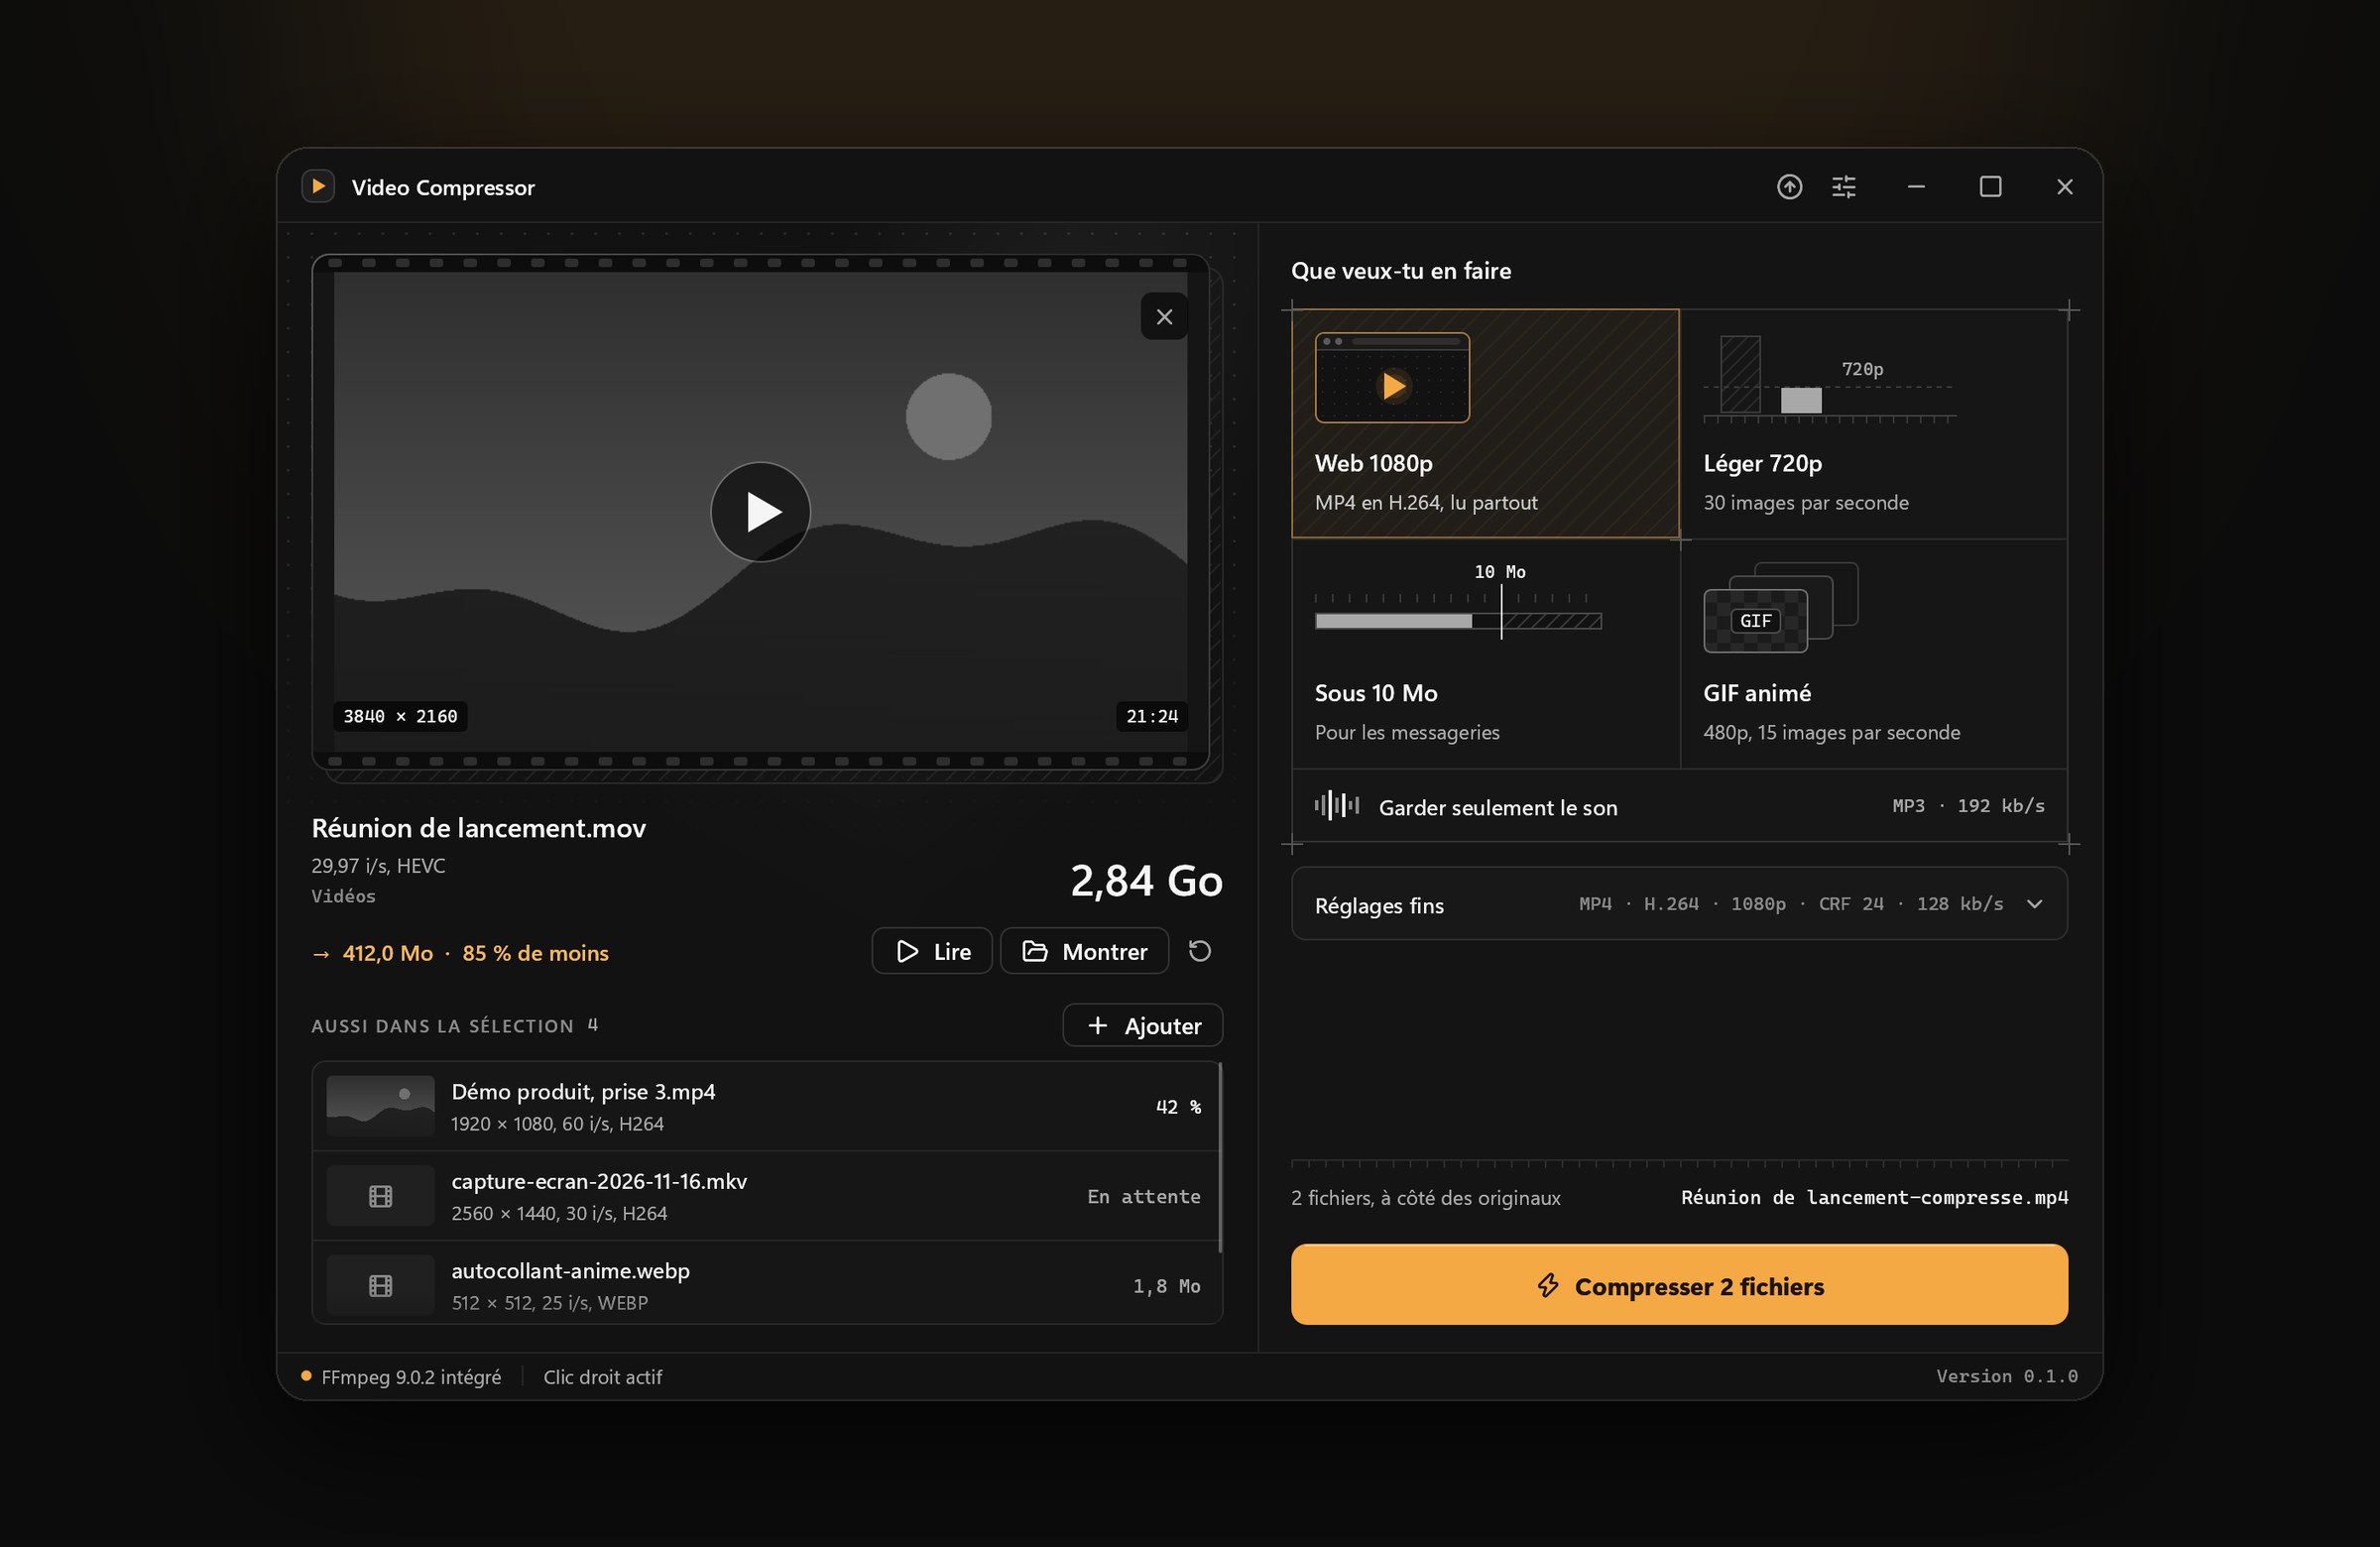 Video Compressor
3840 × 2160
21:24
Réunion de lancement.mov
29,97 i/s, HEVC
Vidéos
2,84 Go
→ 412,0 Mo · 85 % de moins
Lire
Montrer
AUSSI DANS LA SÉLECTION 4
Ajouter
Démo produit, prise 3.mp4
1920 × 1080, 60 i/s, H264
42 %
capture-ecran-2026-11-16.mkv
2560 × 1440, 30 i/s, H264
En attente
autocollant-anime.webp
512 × 512, 25 i/s, WEBP
1,8 Mo
Que veux-tu en faire
Web 1080p
MP4 en H.264, lu partout
720p
Léger 720p
30 images par seconde
10 Mo
Sous 10 Mo
Pour les messageries
GIF
GIF animé
480p, 15 images par seconde
Garder seulement le son
MP3 · 192 kb/s
Réglages fins
MP4 · H.264 · 1080p · CRF 24 · 128 kb/s
2 fichiers, à côté des originaux
Réunion de lancement-compresse.mp4
Compresser 2 fichiers
FFmpeg 9.0.2 intégré
Clic droit actif
Version 0.1.0